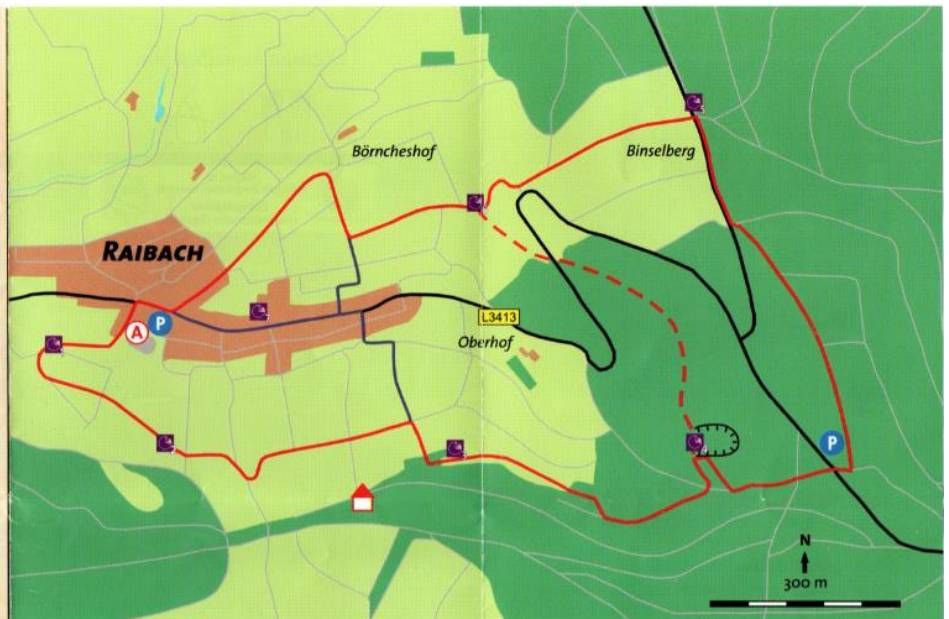 Börncheshof
Binselberg
RAIBACH
A
P
L3413
Oberhof
P
N
300 m